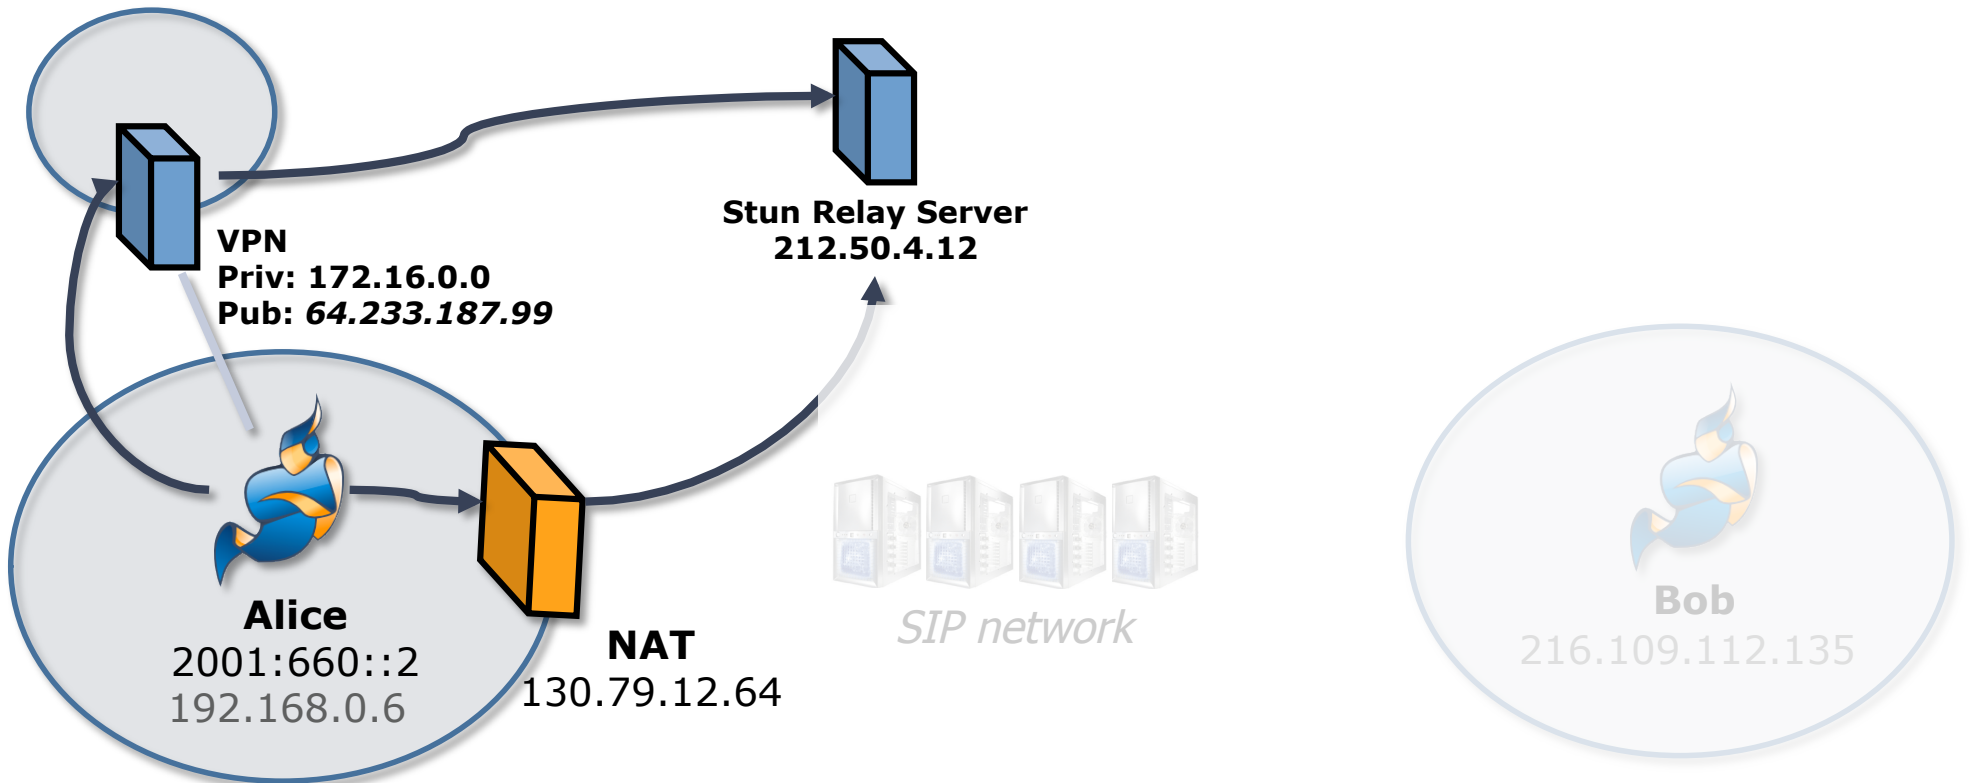 Stun Relay Server
212.50.4.12
VPN
Priv: 172.16.0.0
Pub: 64.233.187.99
Alice
2001:660::2
192.168.0.6
NAT
130.79.12.64
SIP network
Bob
216.109.112.135